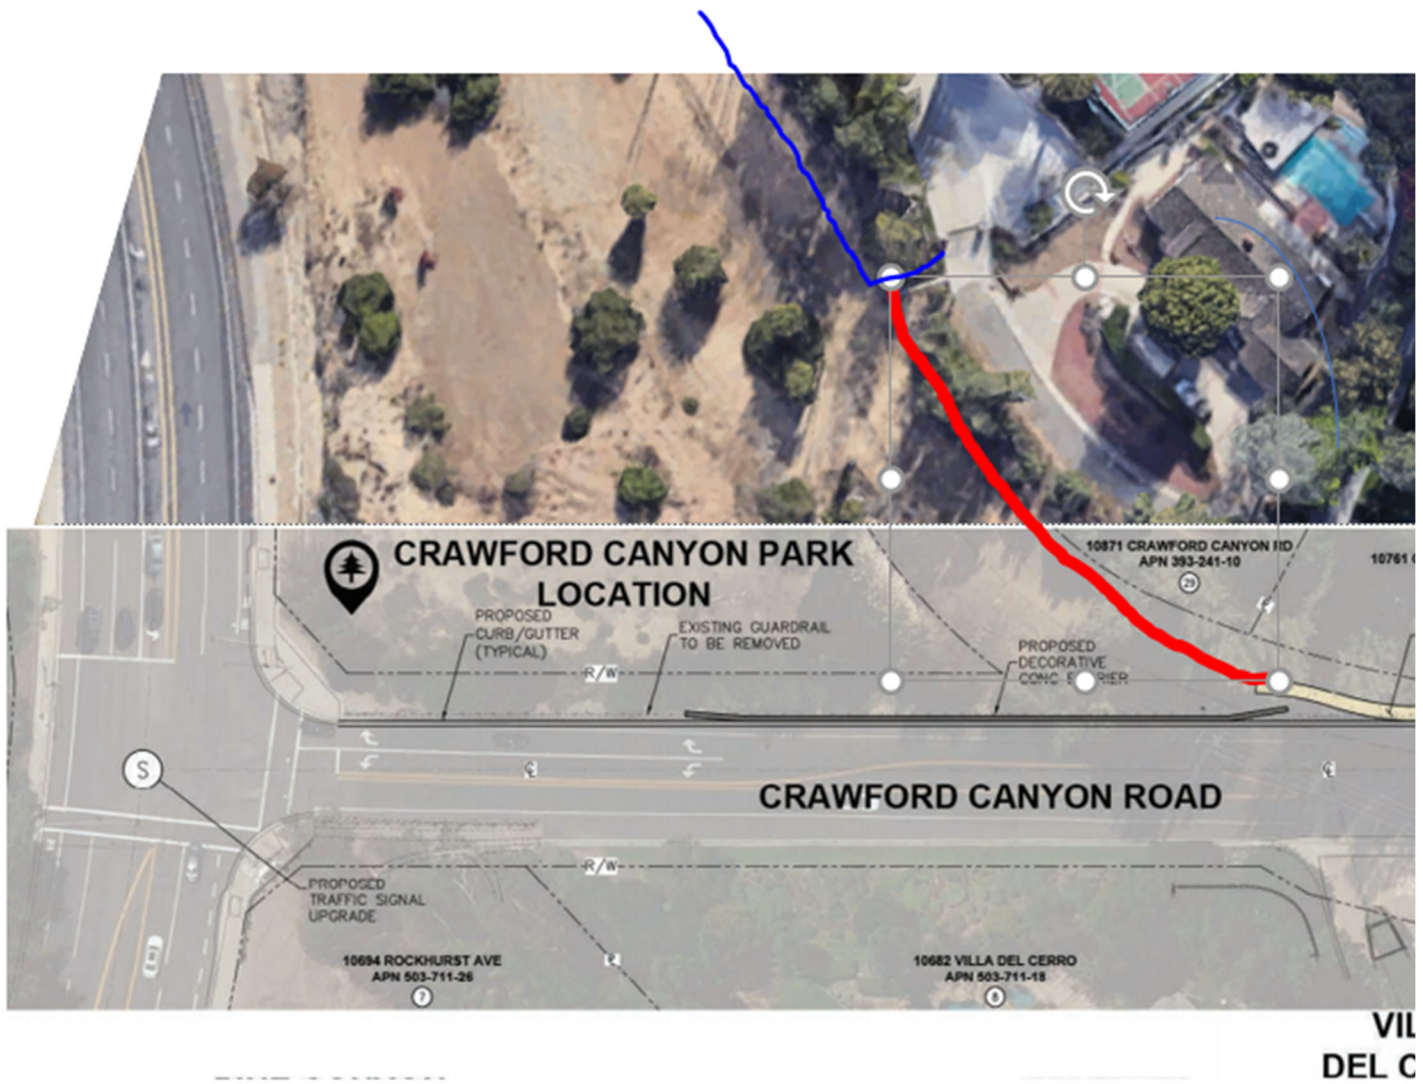 CRAWFORD CANYON PARK
LOCATION
PROPOSED
CURB/GUTTER
(TYPICAL)
EXISTING GUARDRAIL
TO BE REMOVED
R/W
PROPOSED
DECORATIVE
CONC BARRIER
10871 CRAWFORD CANYON RD
APN 393-241-10
29
10761
S
CRAWFORD CANYON ROAD
R/W
PROPOSED
TRAFFIC SIGNAL
UPGRADE
10694 ROCKHURST AVE
APN 503-711-26
7
10682 VILLA DEL CERRO
APN 503-711-18
8
VIL
DEL C